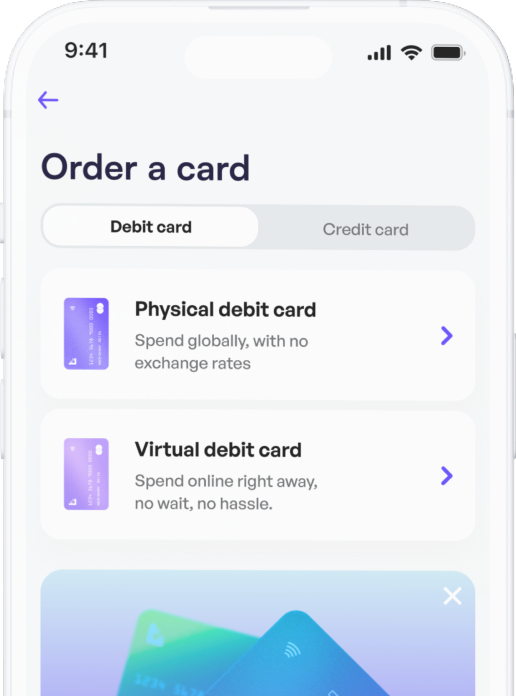 9:41
Order a card
Debit card
Credit card
Physical debit card
Spend globally, with no
exchange rates
Virtual debit card
Spend online right away,
no wait, no hassle.